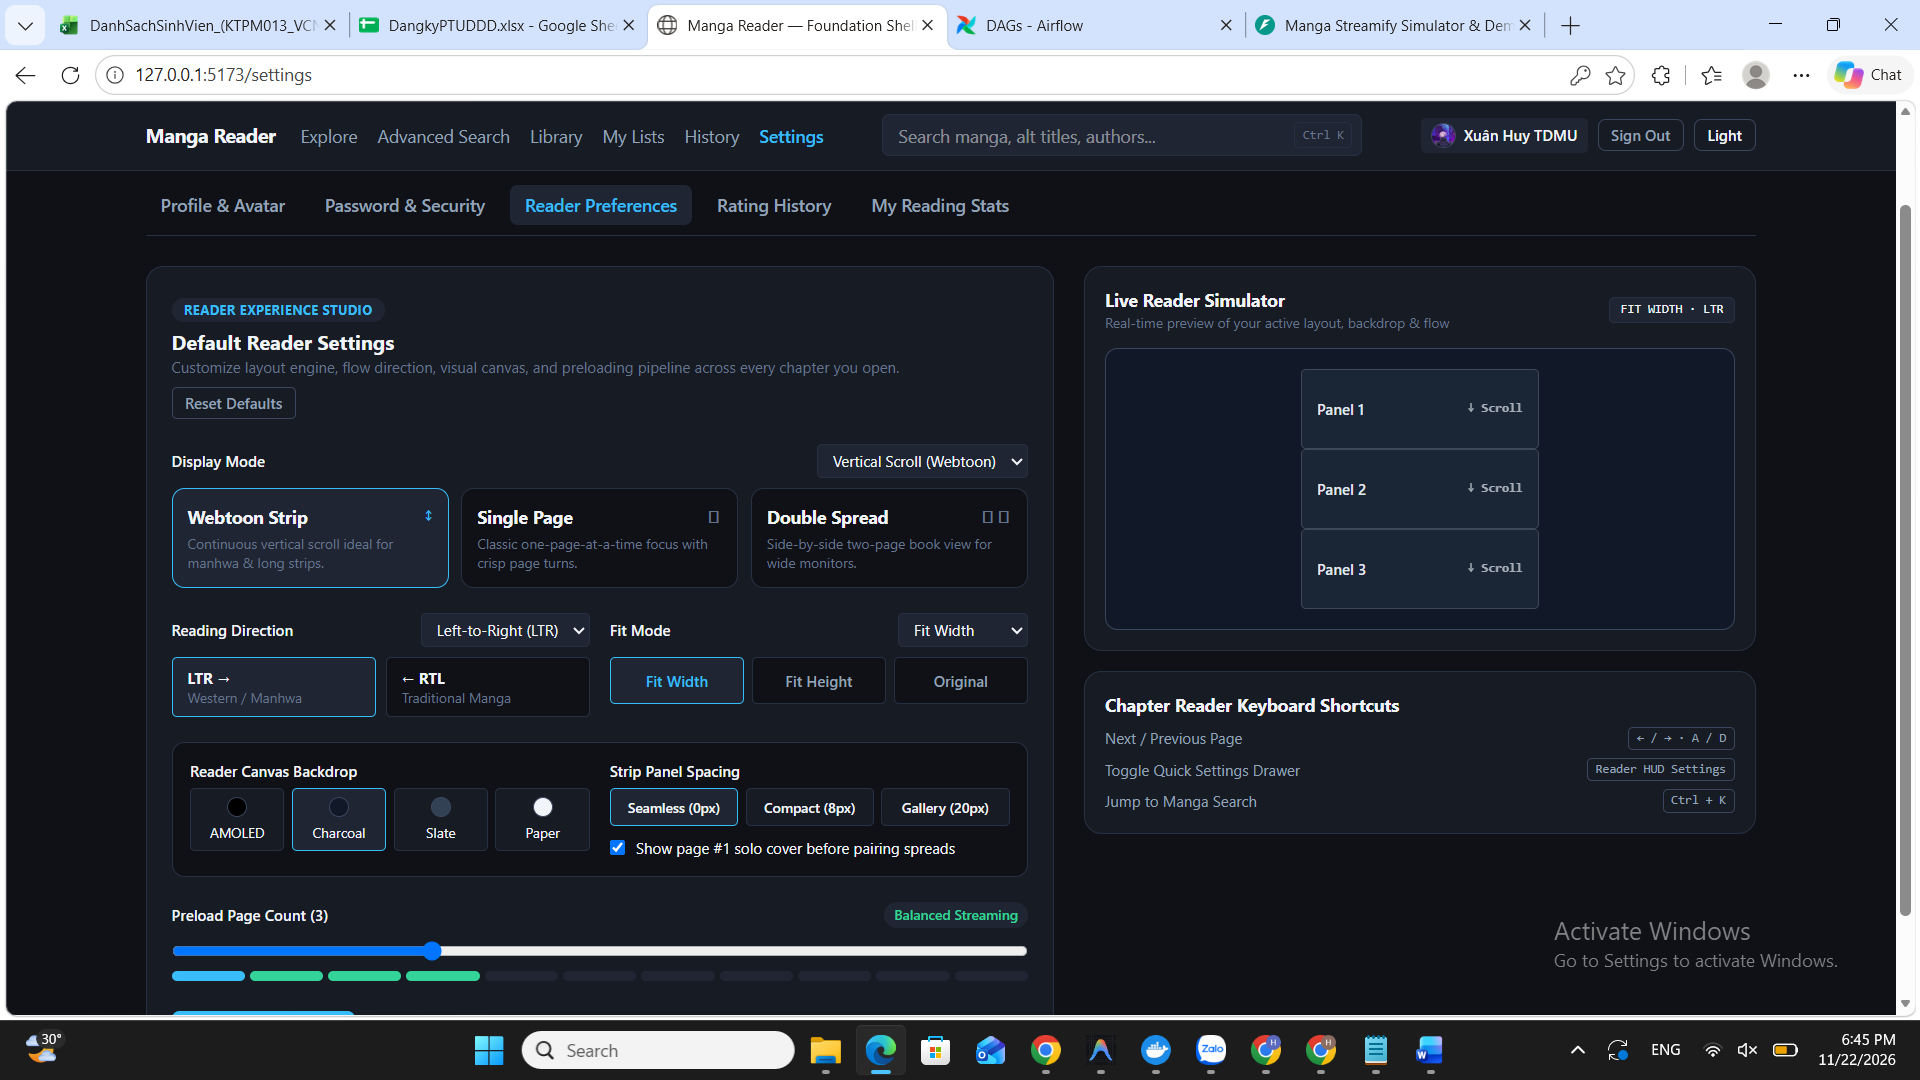 DanhSachSinhVien_(KTPM013_VCN
DangkyPTUDDD.xlsx - Google She
Manga Reader — Foundation Shel
DAGs - Airflow
Manga Streamify Simulator & Dem
127.0.0.1:5173/settings
Chat
Manga Reader
Explore
Advanced Search
Library
My Lists
History
Settings
Search manga, alt titles, authors...
Ctrl K
Xuân Huy TDMU
Sign Out
Light
Profile & Avatar
Password & Security
Reader Preferences
Rating History
My Reading Stats
READER EXPERIENCE STUDIO
Default Reader Settings
Customize layout engine, flow direction, visual canvas, and preloading pipeline across every chapter you open.
Reset Defaults
Display Mode
Vertical Scroll (Webtoon)
Webtoon Strip ↕
Continuous vertical scroll ideal for
manhwa & long strips.
Single Page
Classic one-page-at-a-time focus with
crisp page turns.
Double Spread
Side-by-side two-page book view for
wide monitors.
Reading Direction
Left-to-Right (LTR)
LTR →
Western / Manhwa
← RTL
Traditional Manga
Fit Mode
Fit Width
Fit Width
Fit Height
Original
Reader Canvas Backdrop
AMOLED
Charcoal
Slate
Paper
Strip Panel Spacing
Seamless (0px)
Compact (8px)
Gallery (20px)
Show page #1 solo cover before pairing spreads
Preload Page Count (3)
Balanced Streaming
Live Reader Simulator
Real-time preview of your active layout, backdrop & flow
FIT WIDTH · LTR
Panel 1 ↓ Scroll
Panel 2 ↓ Scroll
Panel 3 ↓ Scroll
Chapter Reader Keyboard Shortcuts
Next / Previous Page ← / → · A / D
Toggle Quick Settings Drawer Reader HUD Settings
Jump to Manga Search Ctrl + K
Activate Windows
Go to Settings to activate Windows.
30°
Search
Zalo
ENG
6:45 PM
11/22/2026